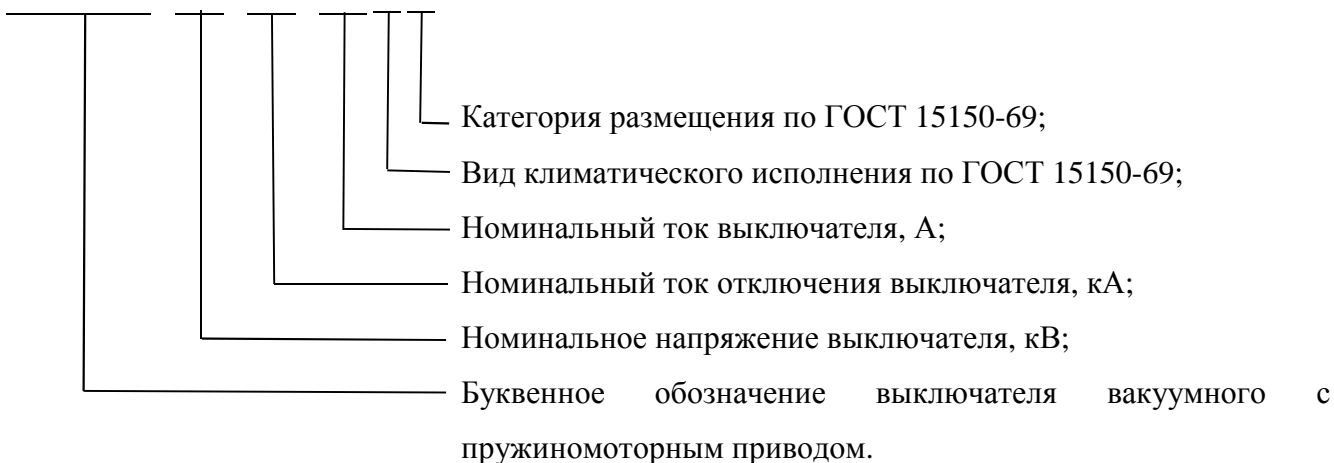 Категория размещения по ГОСТ 15150-69;
Вид климатического исполнения по ГОСТ 15150-69;
Номинальный ток выключателя, А;
Номинальный ток отключения выключателя, кА;
Номинальное напряжение выключателя, кВ;
Буквенное обозначение выключателя вакуумного с
пружиномоторным приводом.